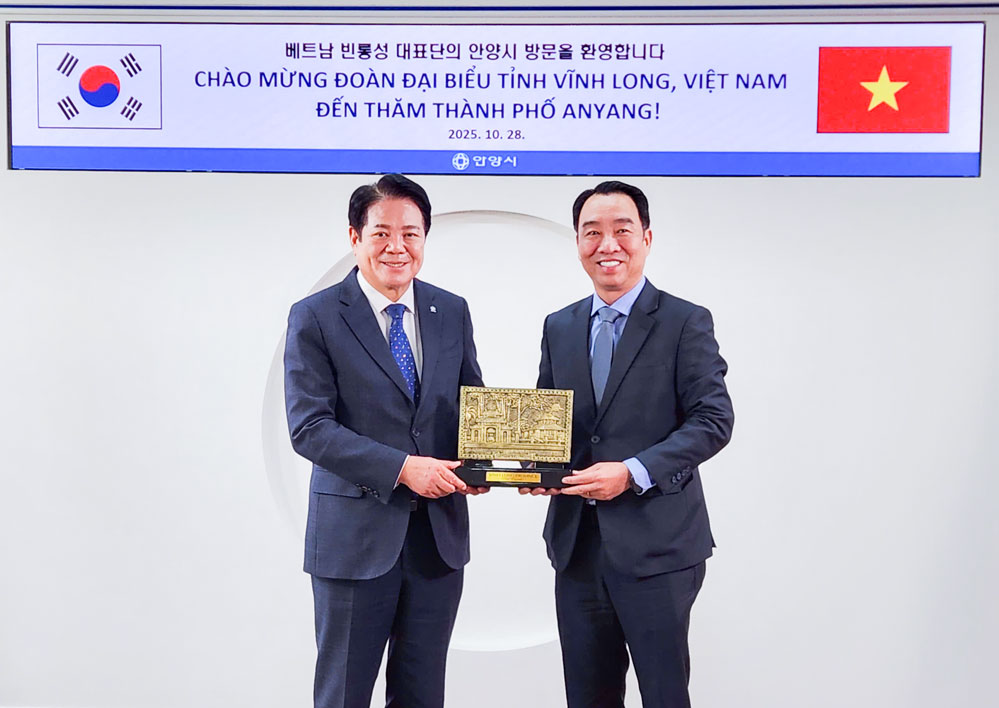 베트남 빈롱성 대표단의 안양시 방문을 환영합니다
CHÀO MỪNG ĐOÀN ĐẠI BIỂU TỈNH VĨNH LONG, VIỆT NAM
ĐẾN THĂM THÀNH PHỐ ANYANG!
2025. 10. 28.
안양시